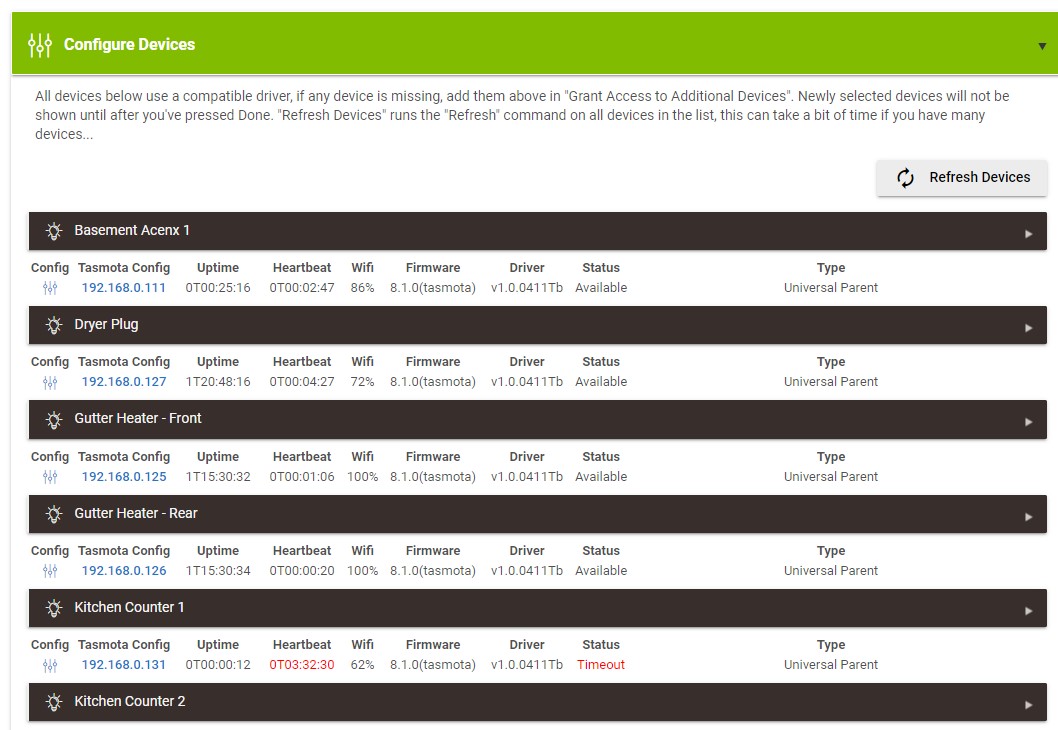 Configure Devices
All devices below use a compatible driver, if any device is missing, add them above in "Grant Access to Additional Devices". Newly selected devices will not be
shown until after you've pressed Done. "Refresh Devices" runs the "Refresh" command on all devices in the list, this can take a bit of time if you have many
devices...
Refresh Devices
Basement Acenx 1
Config Tasmota Config Uptime Heartbeat Wifi Firmware Driver Status Type
192.168.0.111 0T00:25:16 0T00:02:47 86% 8.1.0(tasmota) v1.0.0411Tb Available Universal Parent
Dryer Plug
Config Tasmota Config Uptime Heartbeat Wifi Firmware Driver Status Type
192.168.0.127 1T20:48:16 0T00:04:27 72% 8.1.0(tasmota) v1.0.0411Tb Available Universal Parent
Gutter Heater - Front
Config Tasmota Config Uptime Heartbeat Wifi Firmware Driver Status Type
192.168.0.125 1T15:30:32 0T00:01:06 100% 8.1.0(tasmota) v1.0.0411Tb Available Universal Parent
Gutter Heater - Rear
Config Tasmota Config Uptime Heartbeat Wifi Firmware Driver Status Type
192.168.0.126 1T15:30:34 0T00:00:20 100% 8.1.0(tasmota) v1.0.0411Tb Available Universal Parent
Kitchen Counter 1
Config Tasmota Config Uptime Heartbeat Wifi Firmware Driver Status Type
192.168.0.131 0T00:00:12 0T03:32:30 62% 8.1.0(tasmota) v1.0.0411Tb Timeout Universal Parent
Kitchen Counter 2